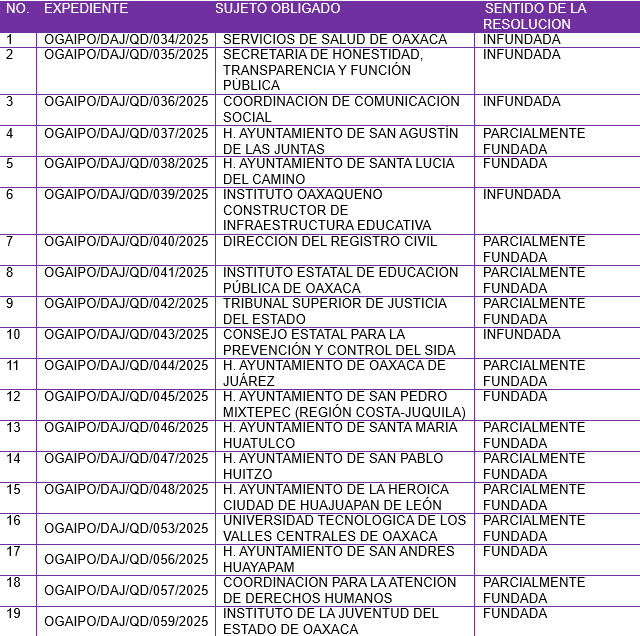 NO. EXPEDIENTE SUJETO OBLIGADO SENTIDO DE LA
RESOLUCION
1 OGAIPO/DAJ/QD/034/2025 SERVICIOS DE SALUD DE OAXACA INFUNDADA
2 OGAIPO/DAJ/QD/035/2025 SECRETARIA DE HONESTIDAD, INFUNDADA
TRANSPARENCIA Y FUNCIÓN
PÚBLICA
3 OGAIPO/DAJ/QD/036/2025 COORDINACION DE COMUNICACION INFUNDADA
SOCIAL
4 OGAIPO/DAJ/QD/037/2025 H. AYUNTAMIENTO DE SAN AGUSTÍN PARCIALMENTE
DE LAS JUNTAS FUNDADA
5 OGAIPO/DAJ/QD/038/2025 H. AYUNTAMIENTO DE SANTA LUCIA FUNDADA
DEL CAMINO
6 OGAIPO/DAJ/QD/039/2025 INSTITUTO OAXAQUENO INFUNDADA
CONSTRUCTOR DE
INFRAESTRUCTURA EDUCATIVA
7 OGAIPO/DAJ/QD/040/2025 DIRECCION DEL REGISTRO CIVIL PARCIALMENTE
FUNDADA
8 OGAIPO/DAJ/QD/041/2025 INSTITUTO ESTATAL DE EDUCACION PARCIALMENTE
PÚBLICA DE OAXACA FUNDADA
9 OGAIPO/DAJ/QD/042/2025 TRIBUNAL SUPERIOR DE JUSTICIA PARCIALMENTE
DEL ESTADO FUNDADA
10 OGAIPO/DAJ/QD/043/2025 CONSEJO ESTATAL PARA LA INFUNDADA
PREVENCIÓN Y CONTROL DEL SIDA
11 OGAIPO/DAJ/QD/044/2025 H. AYUNTAMIENTO DE OAXACA DE PARCIALMENTE
JUÁREZ FUNDADA
12 OGAIPO/DAJ/QD/045/2025 H. AYUNTAMIENTO DE SAN PEDRO FUNDADA
MIXTEPEC (REGIÓN COSTA-JUQUILA)
13 OGAIPO/DAJ/QD/046/2025 H. AYUNTAMIENTO DE SANTA MARIA PARCIALMENTE
HUATULCO FUNDADA
14 OGAIPO/DAJ/QD/047/2025 H. AYUNTAMIENTO DE SAN PABLO PARCIALMENTE
HUITZO FUNDADA
15 OGAIPO/DAJ/QD/048/2025 H. AYUNTAMIENTO DE LA HEROICA PARCIALMENTE
CIUDAD DE HUAJUAPAN DE LEÓN FUNDADA
16 OGAIPO/DAJ/QD/053/2025 UNIVERSIDAD TECNOLOGICA DE LOS PARCIALMENTE
VALLES CENTRALES DE OAXACA FUNDADA
17 OGAIPO/DAJ/QD/056/2025 H. AYUNTAMIENTO DE SAN ANDRES FUNDADA
HUAYAPAM
18 OGAIPO/DAJ/QD/057/2025 COORDINACION PARA LA ATENCION PARCIALMENTE
DE DERECHOS HUMANOS FUNDADA
19 OGAIPO/DAJ/QD/059/2025 INSTITUTO DE LA JUVENTUD DEL FUNDADA
ESTADO DE OAXACA